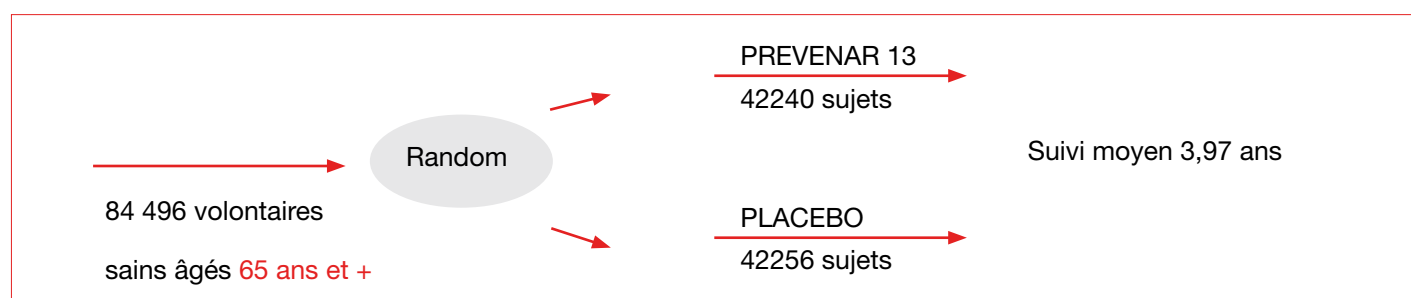 84 496 volontaires
sains âgés 65 ans et +
Random
PREVENAR 13
42240 sujets
PLACEBO
42256 sujets
Suivi moyen 3,97 ans